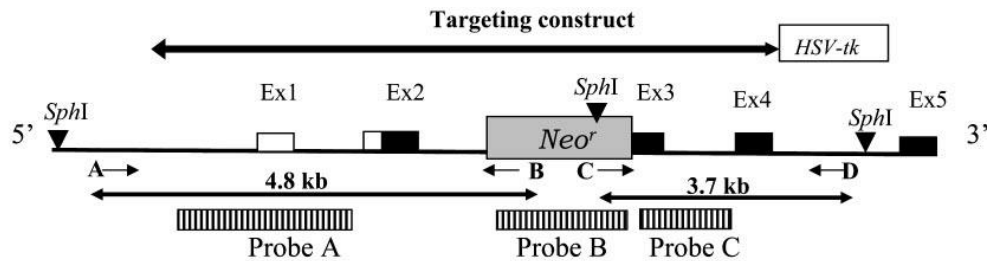 Targeting construct
HSV-tk
SphI Ex1 Ex2 SphI Ex3 Ex4 SphI Ex5
5’ Neoʳ 3’
A B C D
4.8 kb 3.7 kb
Probe A Probe B Probe C